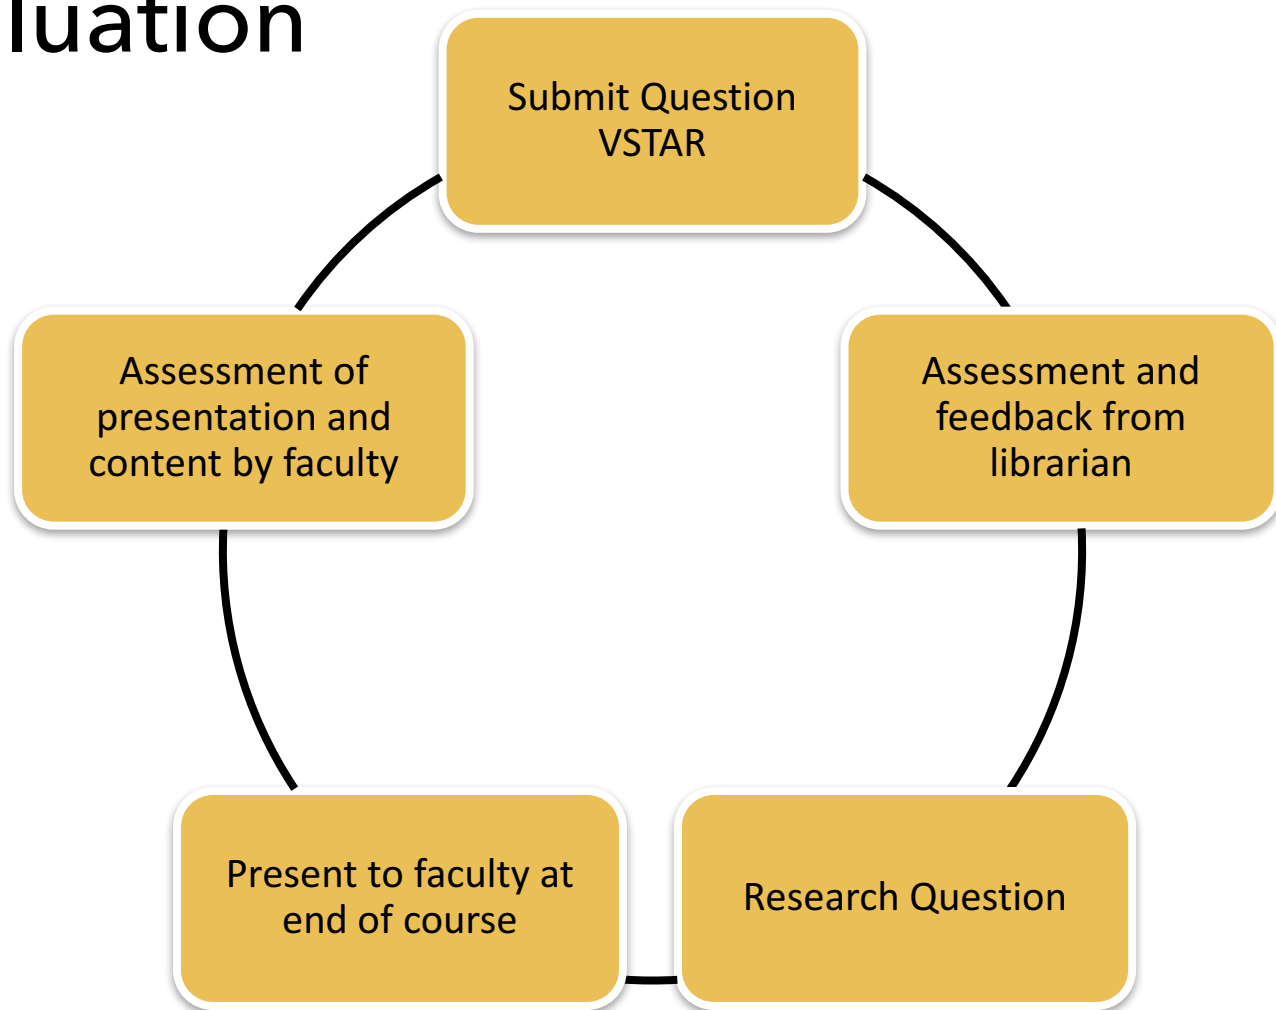 luation
Submit Question
VSTAR
Assessment and
feedback from
librarian
Research Question
Present to faculty at
end of course
Assessment of
presentation and
content by faculty